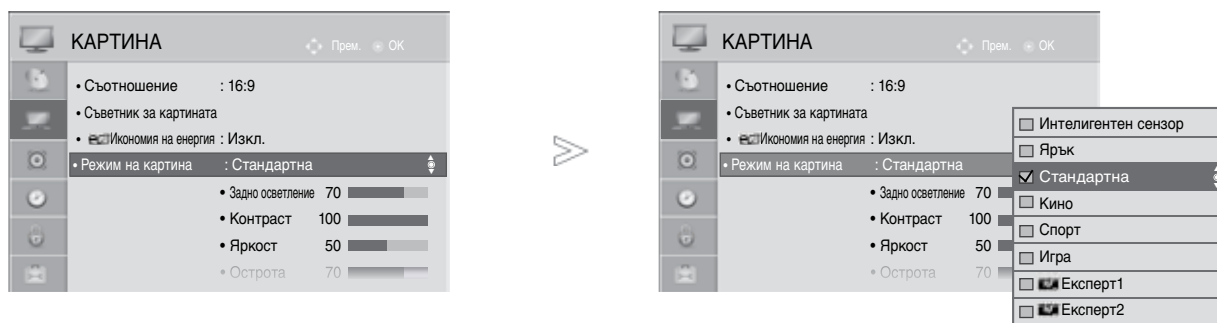 КАРТИНА
Прем. OK
• Съотношение : 16:9
• Съветник за картината
• Икономия на енергия : Изкл.
• Режим на картина : Стандартна
• Задно осветление 70
• Контраст 100
• Яркост 50
• Острота 70
>
КАРТИНА
Прем. OK
• Съотношение : 16:9
• Съветник за картината
• Икономия на енергия : Изкл.
• Режим на картина : Стандартна
• Задно осветление 70
• Контраст 100
• Яркост 50
• Острота 70
Интелигентен сензор
Ярък
Стандартна
Кино
Спорт
Игра
Експерт1
Експерт2